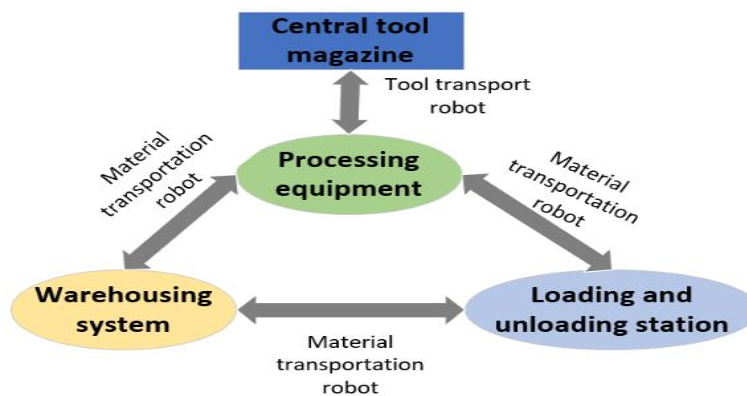 Central tool
magazine
Tool transport
robot
Processing
equipment
Material
transportation
robot
Material
transportation
robot
Warehousing
system
Loading and
unloading station
Material
transportation
robot